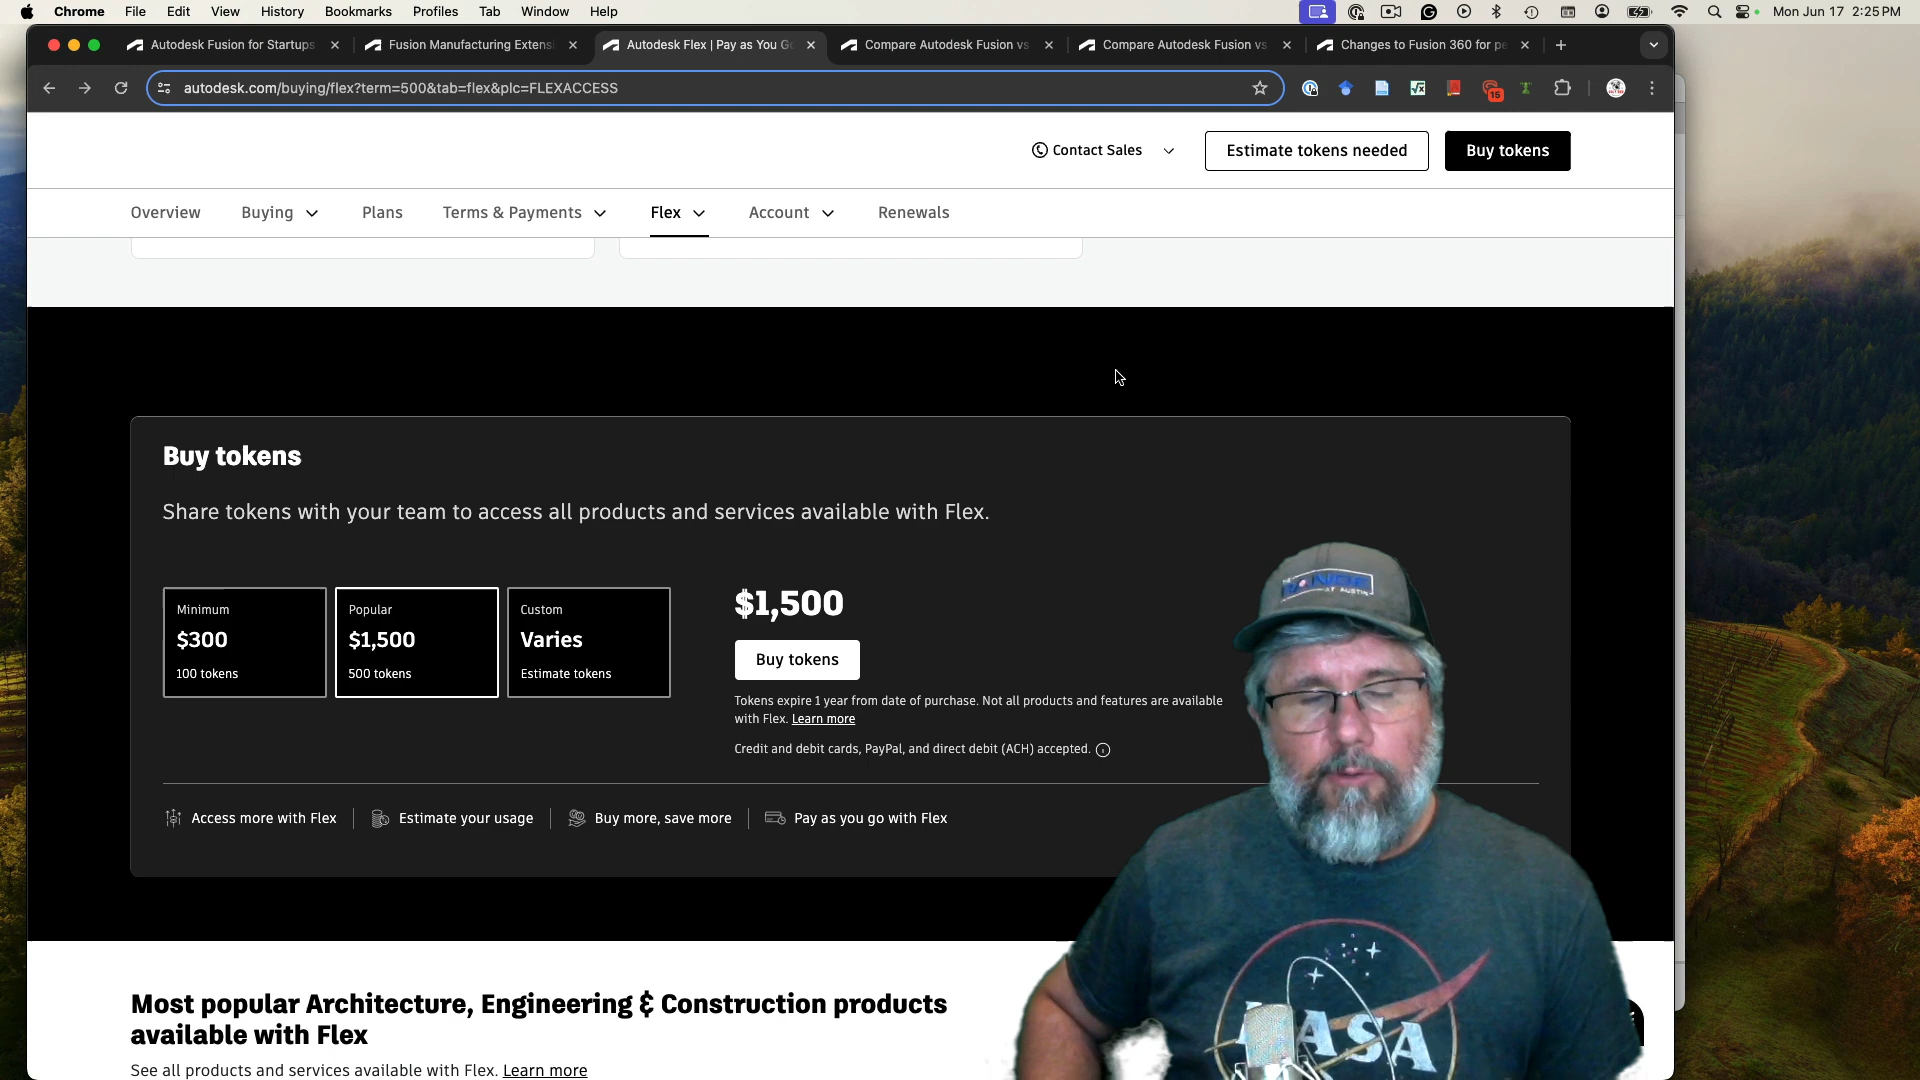 Chrome File Edit View History Bookmarks Profiles Tab Window Help Mon Jun 17 2:25 PM
Autodesk Fusion for Startups Fusion Manufacturing Extens Autodesk Flex | Pay as You G Compare Autodesk Fusion vs Compare Autodesk Fusion vs Changes to Fusion 360 for pe
autodesk.com/buying/flex?term=500&tab=flex&plc=FLEXACCESS 15
Contact Sales Estimate tokens needed Buy tokens
Overview Buying Plans Terms & Payments Flex Account Renewals
Buy tokens
Share tokens with your team to access all products and services available with Flex.
Minimum
$300
100 tokens
Popular
$1,500
500 tokens
Custom
Varies
Estimate tokens
$1,500
Buy tokens
Tokens expire 1 year from date of purchase. Not all products and features are available
with Flex. Learn more
Credit and debit cards, PayPal, and direct debit (ACH) accepted.
Access more with Flex Estimate your usage Buy more, save more Pay as you go with Flex
Most popular Architecture, Engineering & Construction products
available with Flex
See all products and services available with Flex. Learn more
AT AUSTIN
NASA